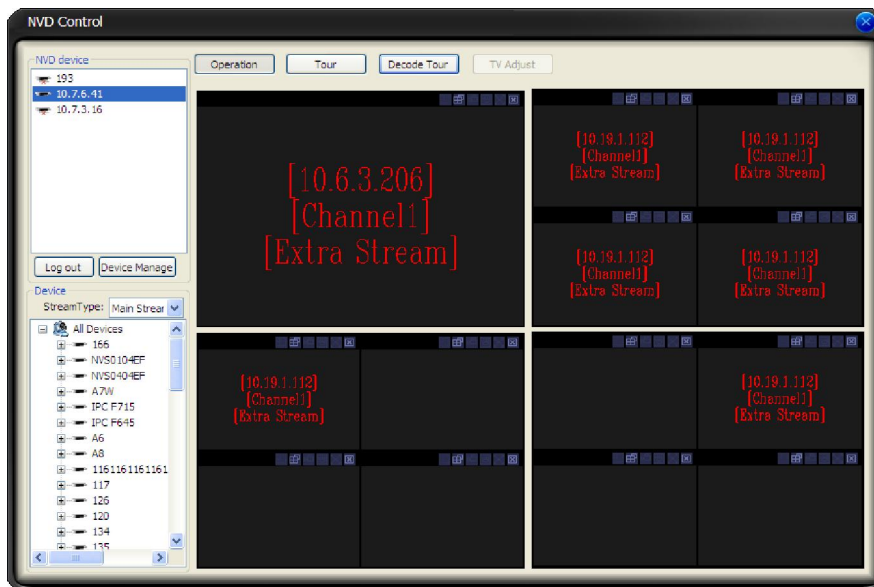 NVD Control
NVD device
193
10.7.6.41
10.7.3.16
Log out
Device Manage
Device
StreamType:
Main Strear
All Devices
166
NVS0104EF
NVS0404EF
A7W
IPC F715
IPC F645
A6
A8
1161161161161
117
126
120
134
135
Operation
Tour
Decode Tour
TV Adjust
[10.6.3.206]
[Channel1]
[Extra Stream]
[10.19.1.112]
[Channel1]
[Extra Stream]
[10.19.1.112]
[Channel1]
[Extra Stream]
[10.19.1.112]
[Channel1]
[Extra Stream]
[10.19.1.112]
[Channel1]
[Extra Stream]
[10.19.1.112]
[Channel1]
[Extra Stream]
[10.19.1.112]
[Channel1]
[Extra Stream]